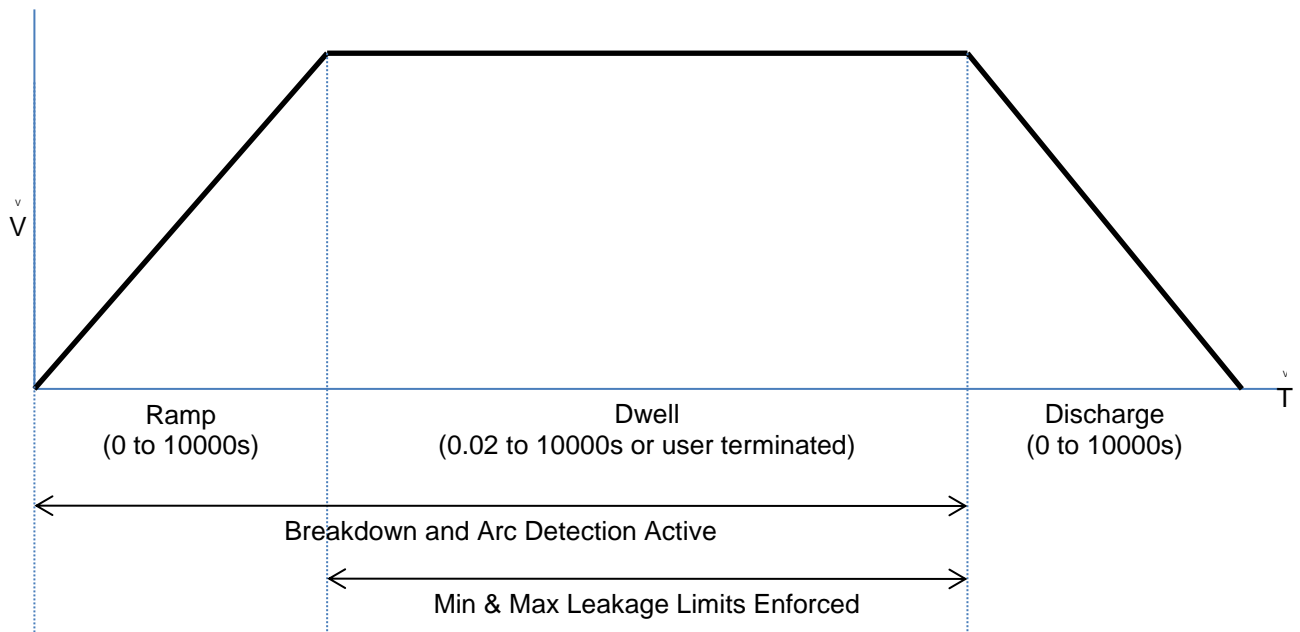 v
V
v
T
Ramp
(0 to 10000s)
Dwell
(0.02 to 10000s or user terminated)
Discharge
(0 to 10000s)
Breakdown and Arc Detection Active
Min & Max Leakage Limits Enforced